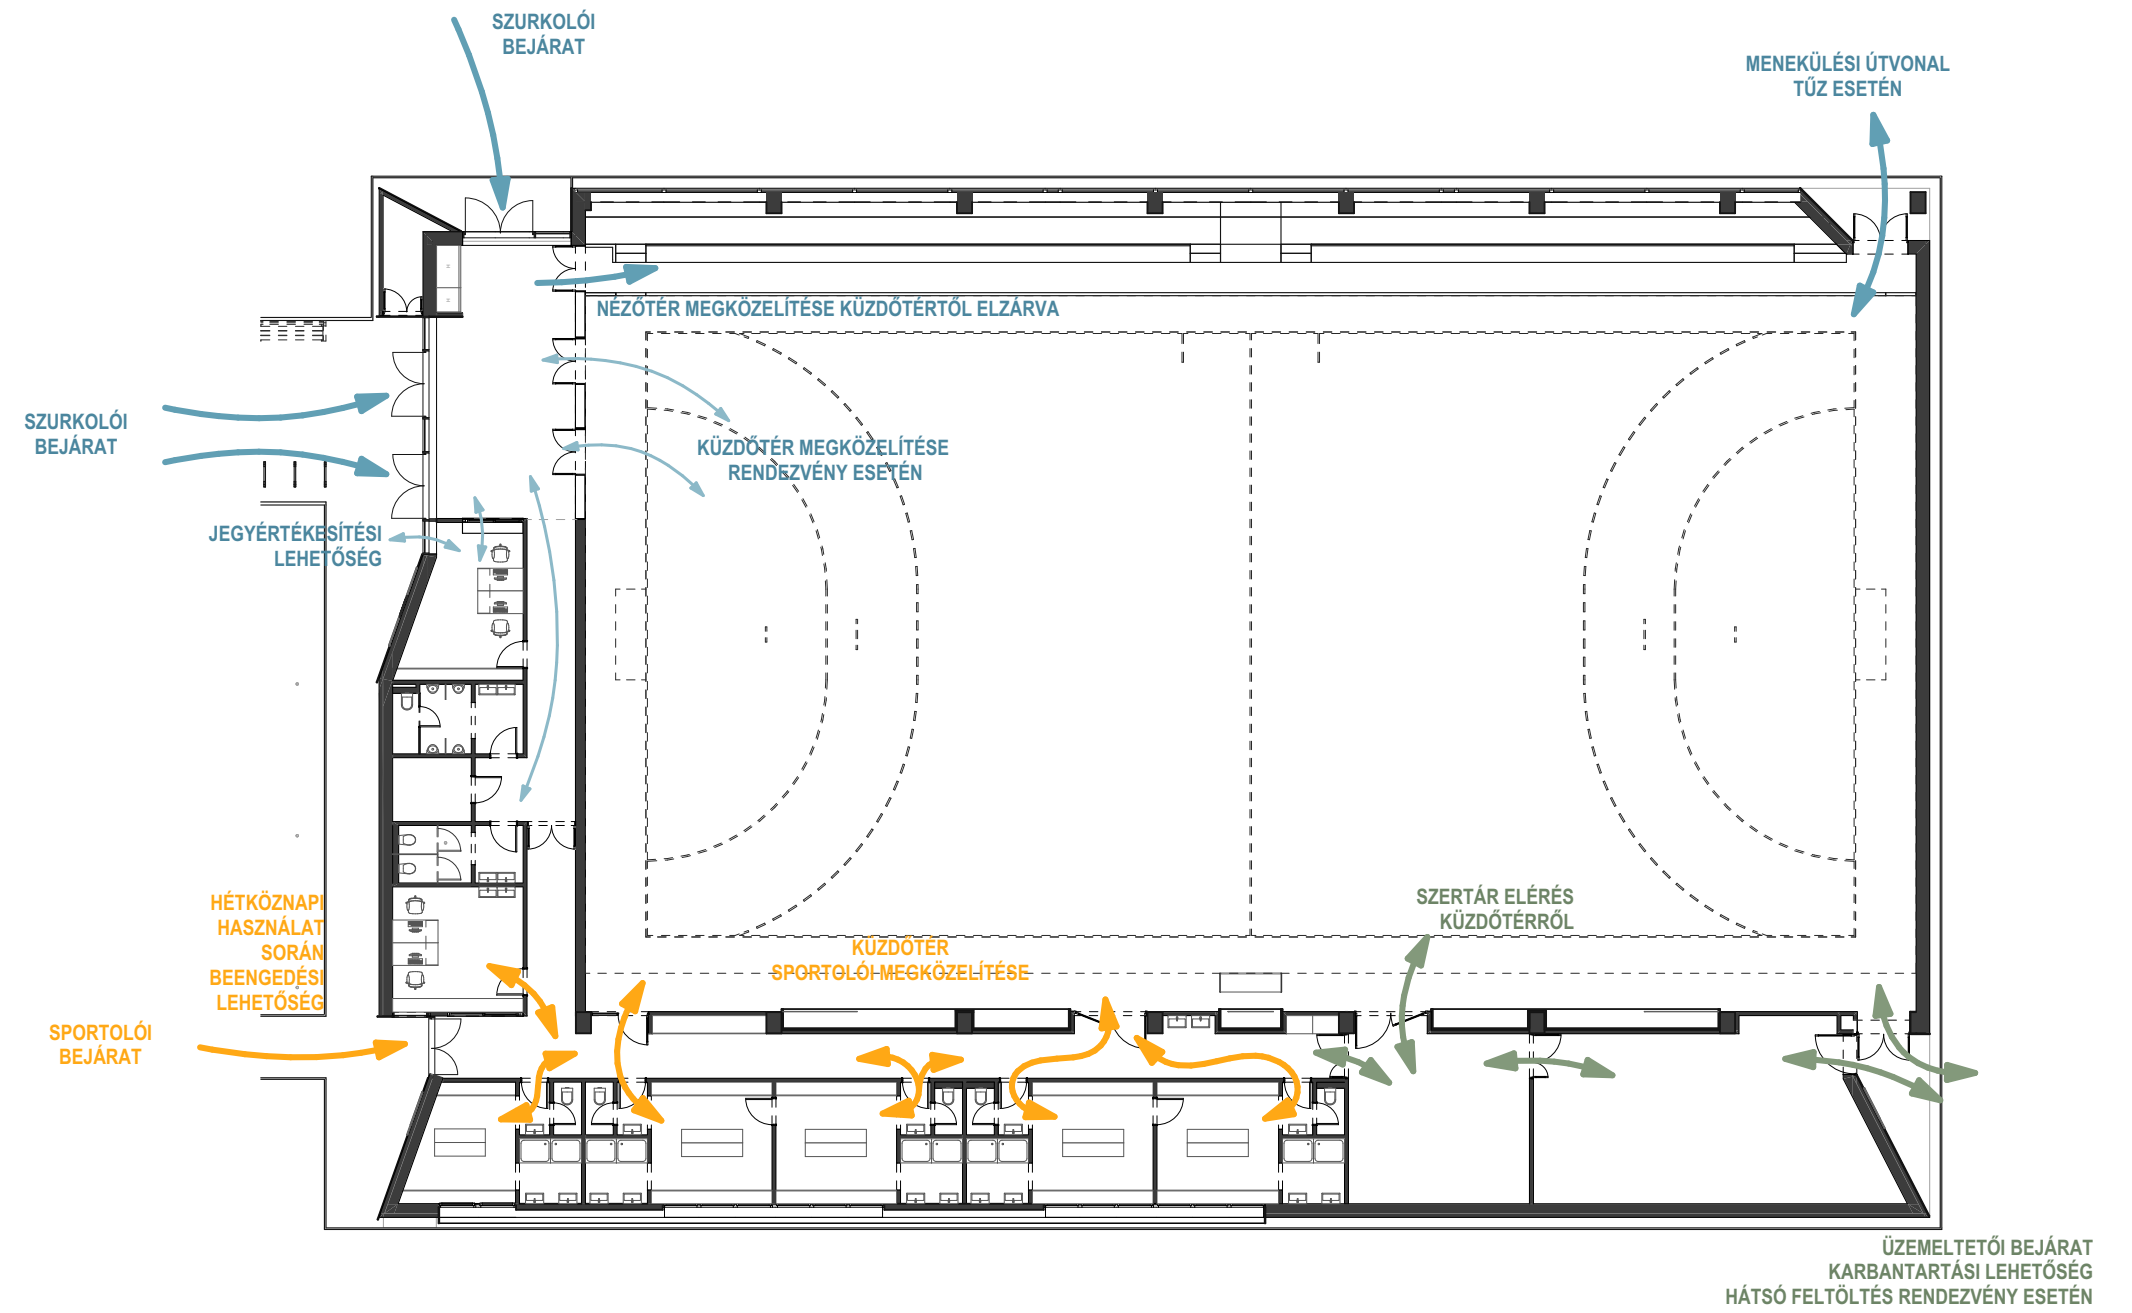 SZURKOLÓI
BEJÁRAT
MENEKÜLÉSI ÚTVONAL
TŰZ ESETÉN
NÉZŐTÉR MEGKÖZELÍTÉSE KÜZDŐTÉRTŐL ELZÁRVA
SZURKOLÓI
BEJÁRAT
KÜZDŐTÉR MEGKÖZELÍTÉSE
RENDEZVÉNY ESETÉN
JEGYÉRTÉKESÍTÉSI
LEHETŐSÉG
HÉTKÖZNAPI
HASZNÁLAT
SORÁN
BEENGEDÉSI
LEHETŐSÉG
SZERTÁR ELÉRÉS
KÜZDŐTÉRRŐL
KÜZDŐTÉR
SPORTOLÓI MEGKÖZELÍTÉSE
SPORTOLÓI
BEJÁRAT
ÜZEMELTETŐI BEJÁRAT
KARBANTARTÁSI LEHETŐSÉG
HÁTSÓ FELTÖLTÉS RENDEZVÉNY ESETÉN